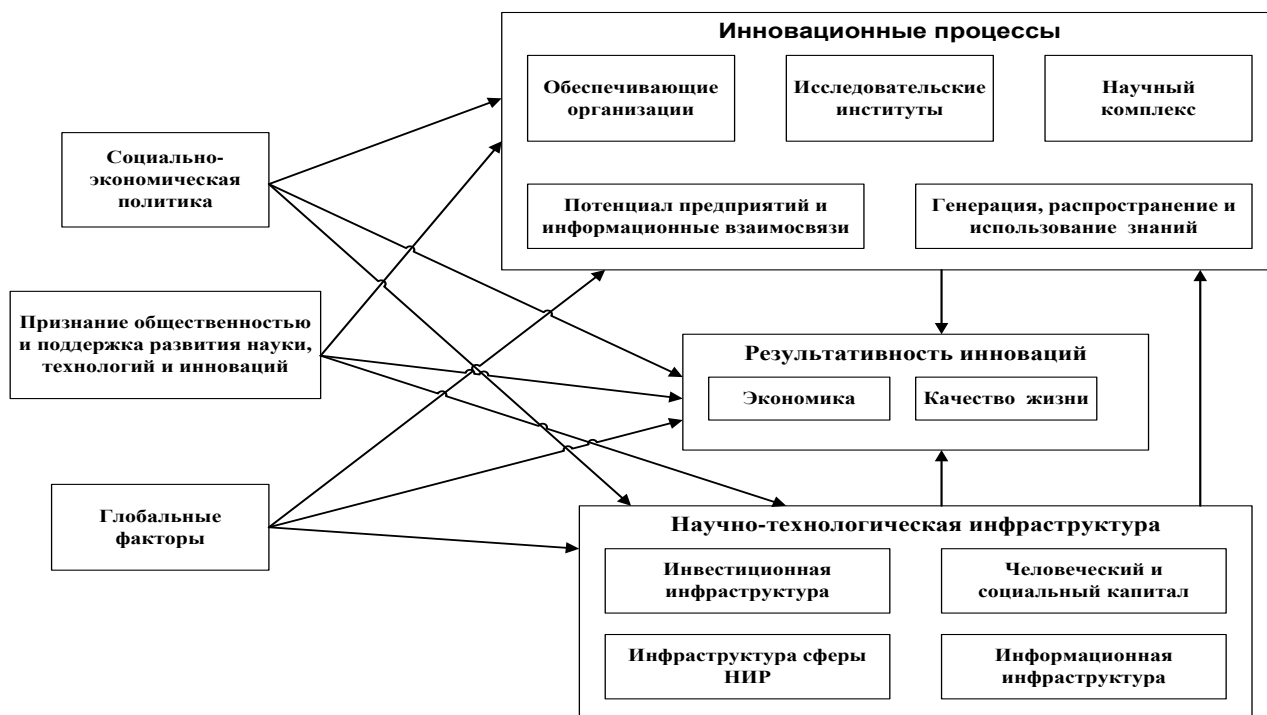 Инновационные процессы
Обеспечивающие
организации
Исследовательские
институты
Научный
комплекс
Потенциал предприятий и
информационные взаимосвязи
Генерация, распространение и
использование знаний
Социально-
экономическая
политика
Признание общественностью
и поддержка развития науки,
технологий и инноваций
Глобальные
факторы
Результативность инноваций
Экономика
Качество жизни
Научно-технологическая инфраструктура
Инвестиционная
инфраструктура
Человеческий и
социальный капитал
Инфраструктура сферы
НИР
Информационная
инфраструктура